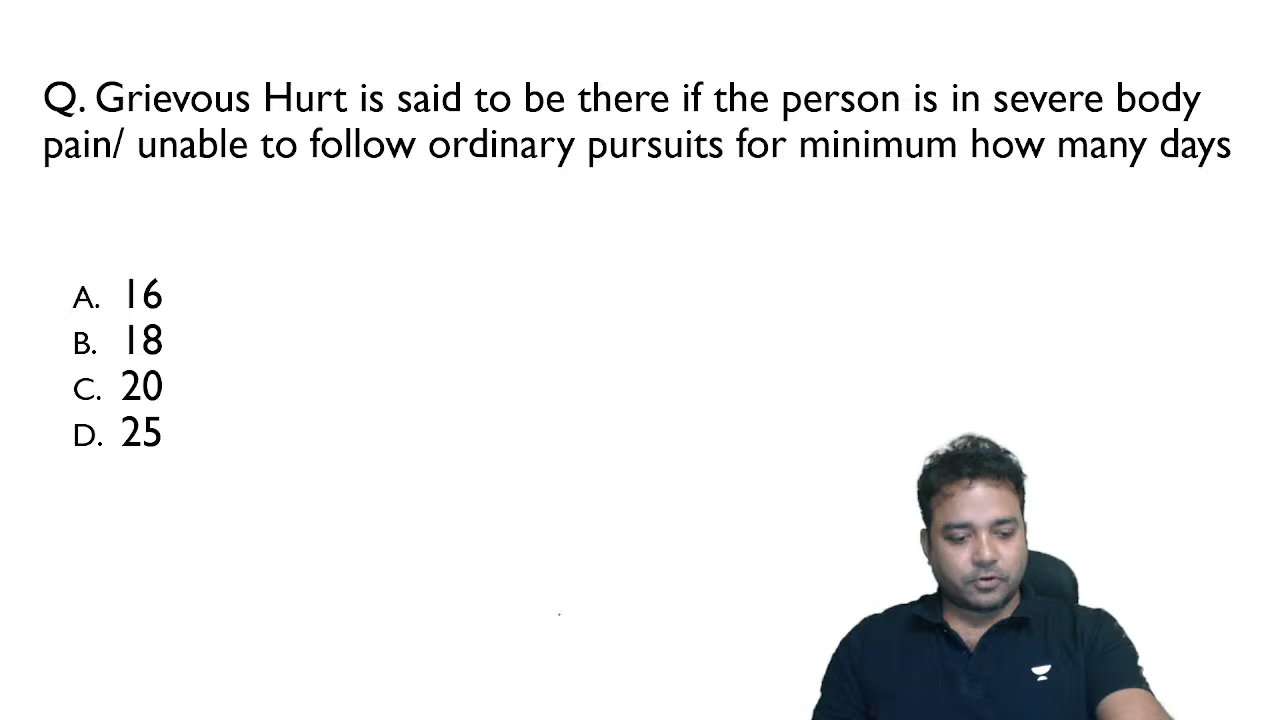 Q. Grievous Hurt is said to be there if the person is in severe body
pain/ unable to follow ordinary pursuits for minimum how many days
A. 16
B. 18
C. 20
D. 25